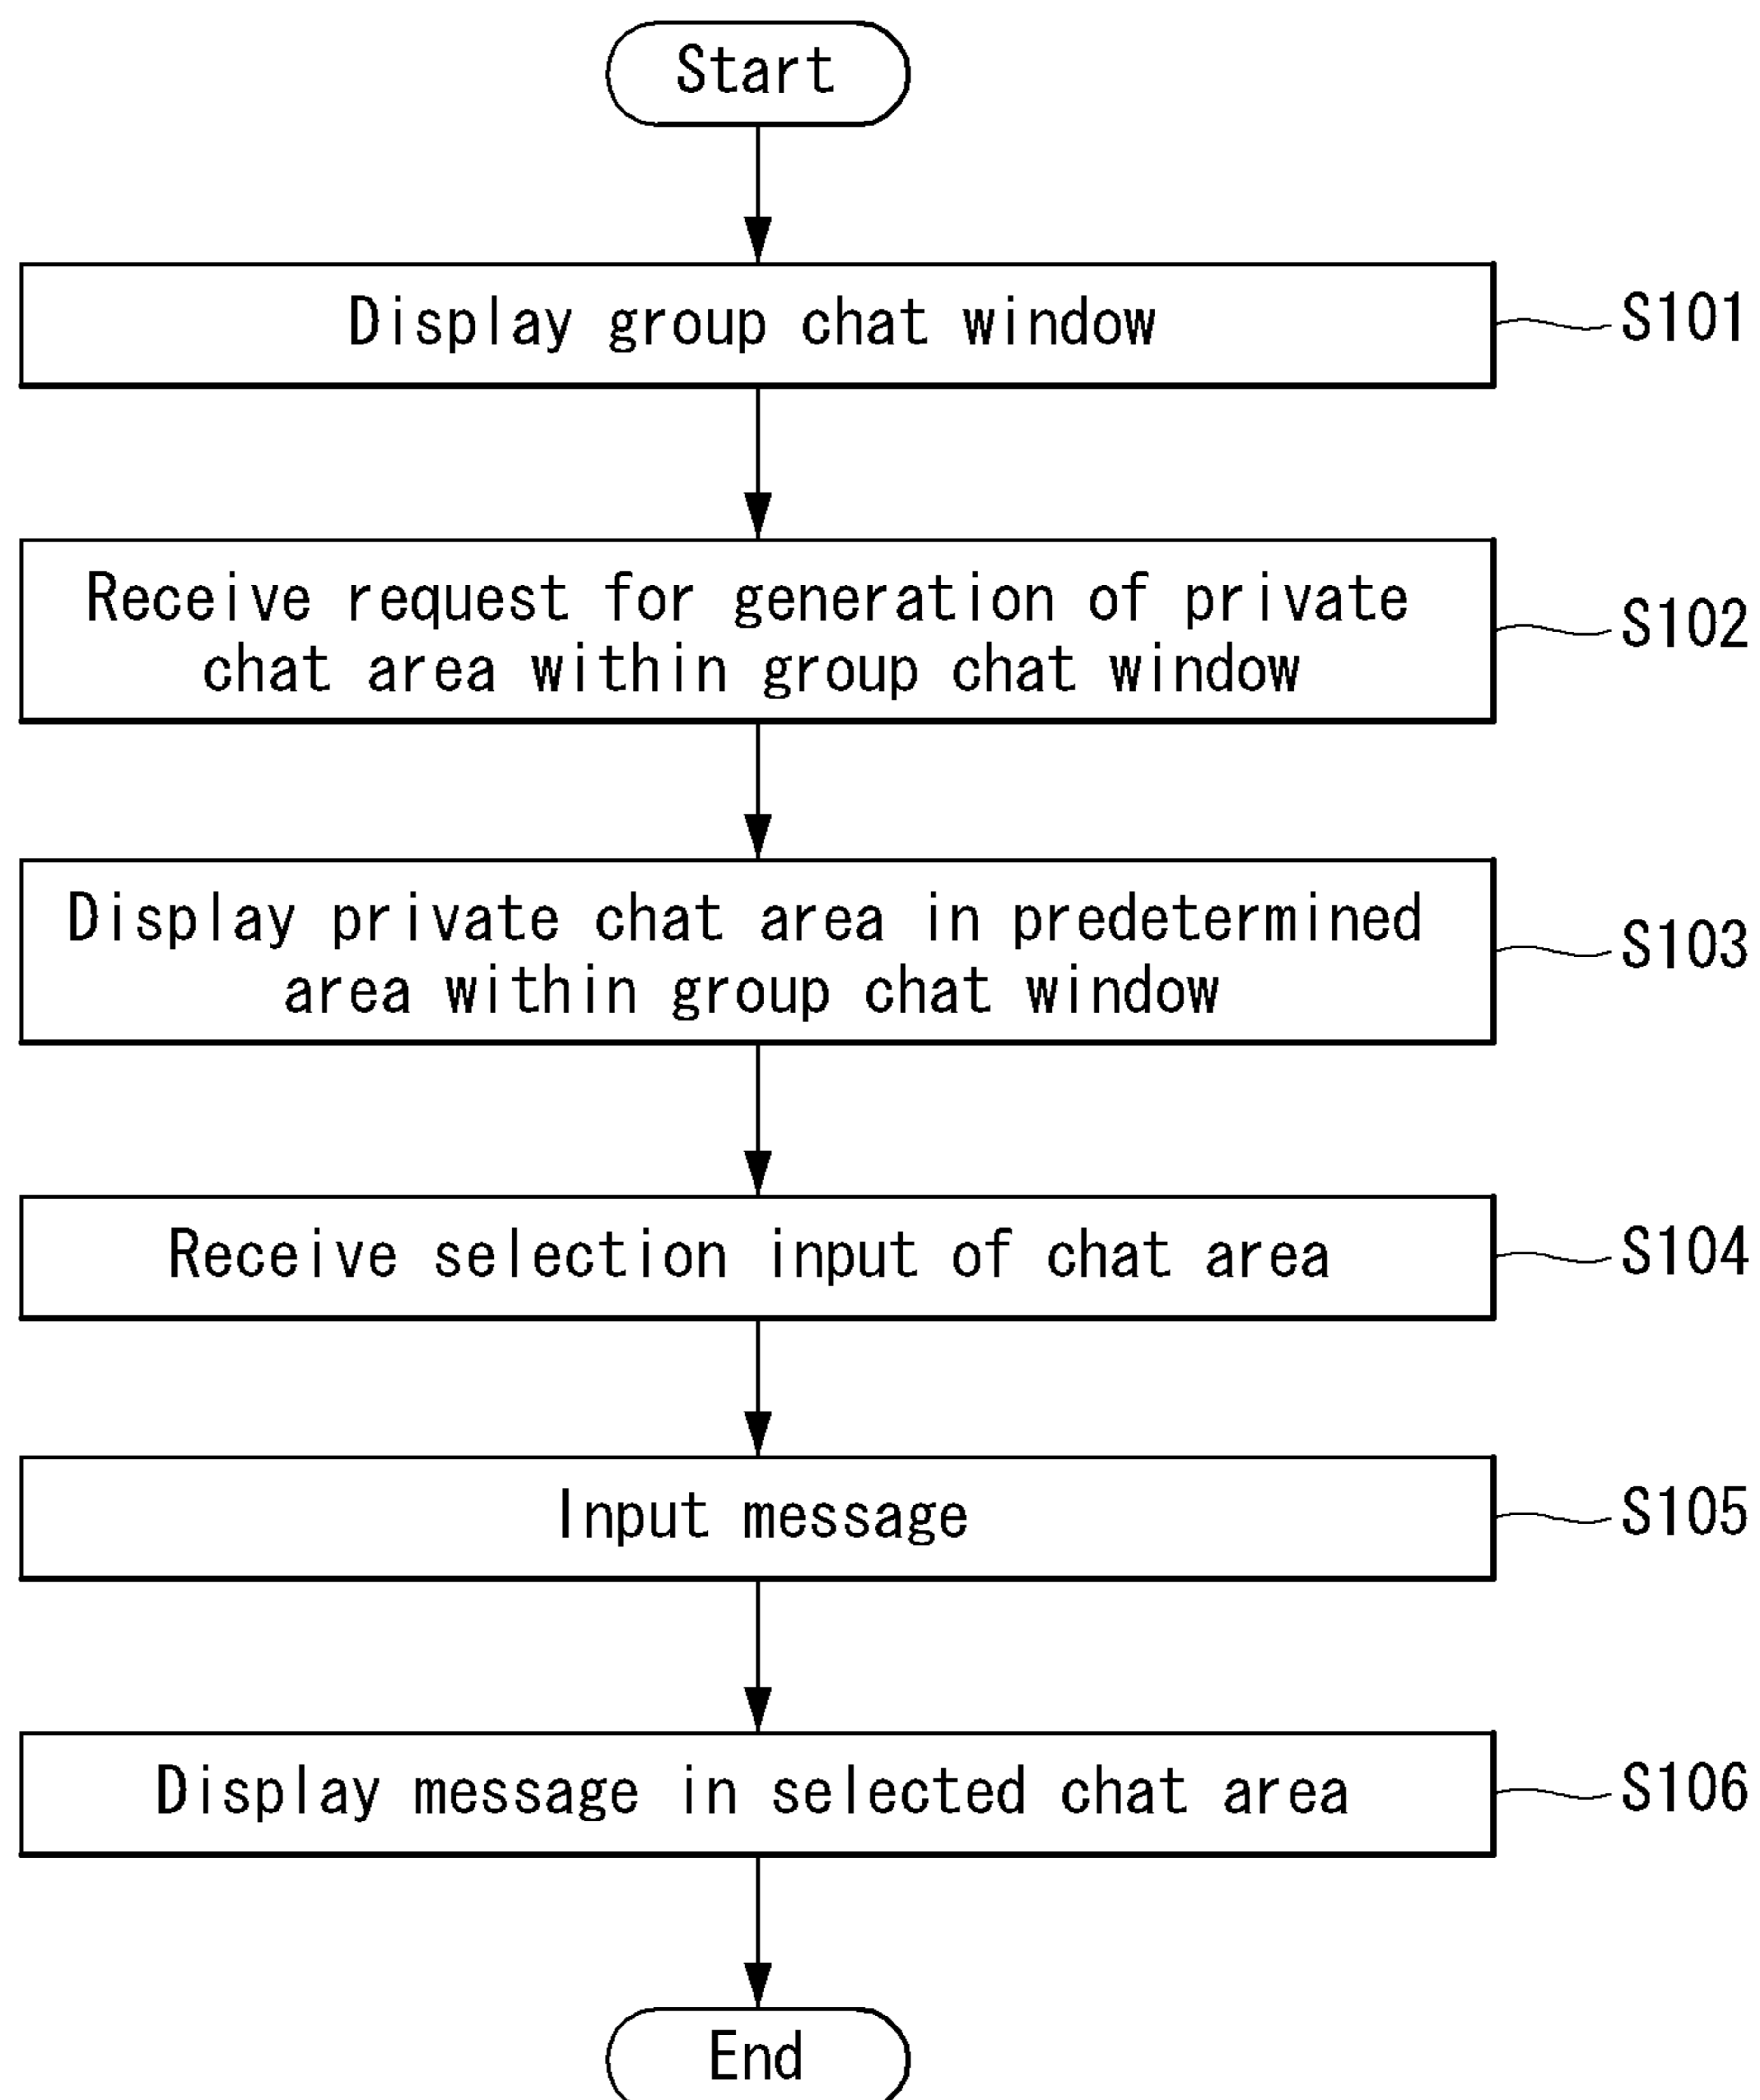 Start
Display group chat window
S101
Receive request for generation of private
chat area within group chat window
S102
Display private chat area in predetermined
area within group chat window
S103
Receive selection input of chat area
S104
Input message
S105
Display message in selected chat area
S106
End